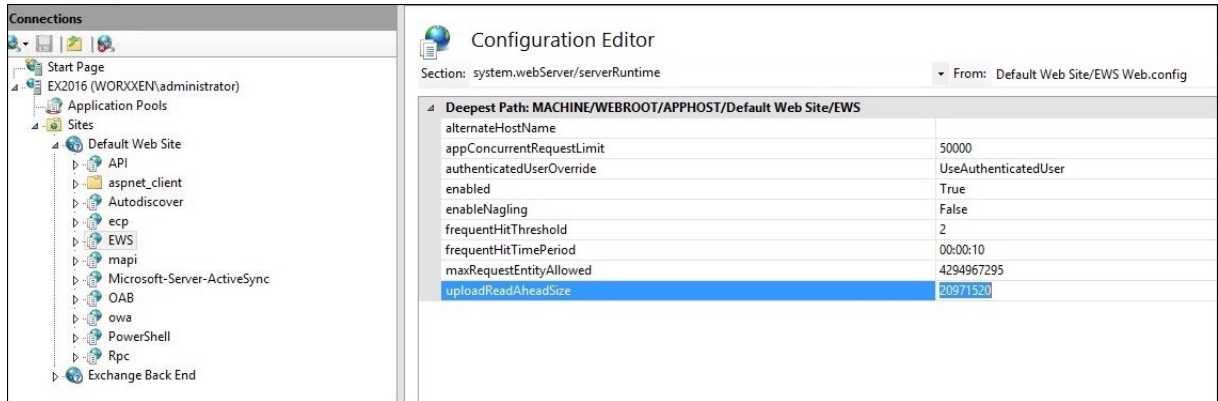 Connections
Start Page
EX2016 (WORXXEN\administrator)
Application Pools
Sites
Default Web Site
API
aspnet_client
Autodiscover
ecp
EWS
mapi
Microsoft-Server-ActiveSync
OAB
owa
PowerShell
Rpc
Exchange Back End
Configuration Editor
Section: system.webServer/serverRuntime From: Default Web Site/EWS Web.config
Deepest Path: MACHINE/WEBROOT/APPHOST/Default Web Site/EWS
alternateHostName
appConcurrentRequestLimit 50000
authenticatedUserOverride UseAuthenticatedUser
enabled True
enableNagling False
frequentHitThreshold 2
frequentHitTimePeriod 00:00:10
maxRequestEntityAllowed 4294967295
uploadReadAheadSize 20971520